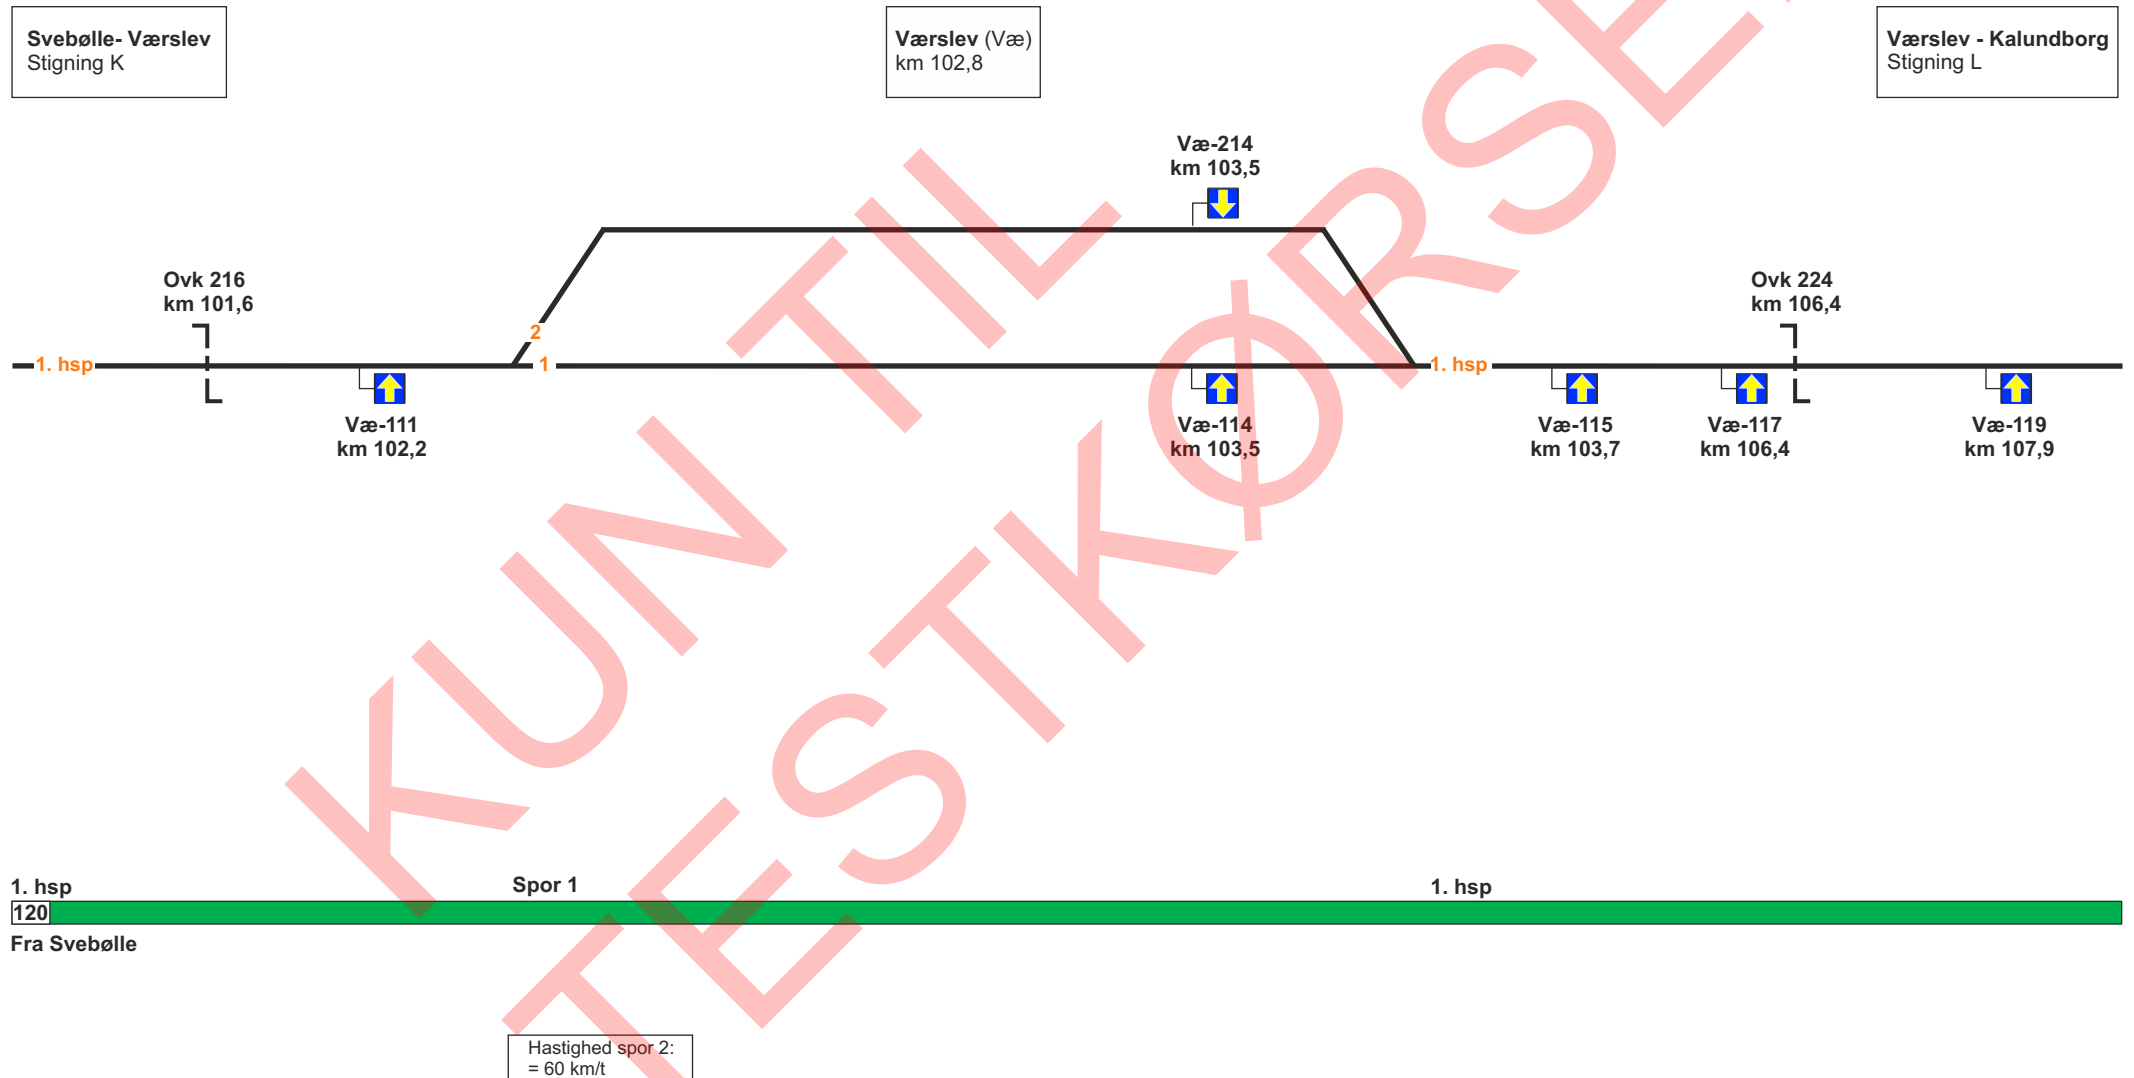 Svebølle- Værslev
Stigning K
Værslev (Væ)
km 102,8
Værslev - Kalundborg
Stigning L
Væ-214
km 103,5
Ovk 216
km 101,6
Ovk 224
km 106,4
2
1. hsp
1
1. hsp
Væ-111
km 102,2
Væ-114
km 103,5
Væ-115
km 103,7
Væ-117
km 106,4
Væ-119
km 107,9
KUN TIL
TESTKØRSE
1. hsp
Spor 1
1. hsp
120
Fra Svebølle
Hastighed spor 2:
= 60 km/t